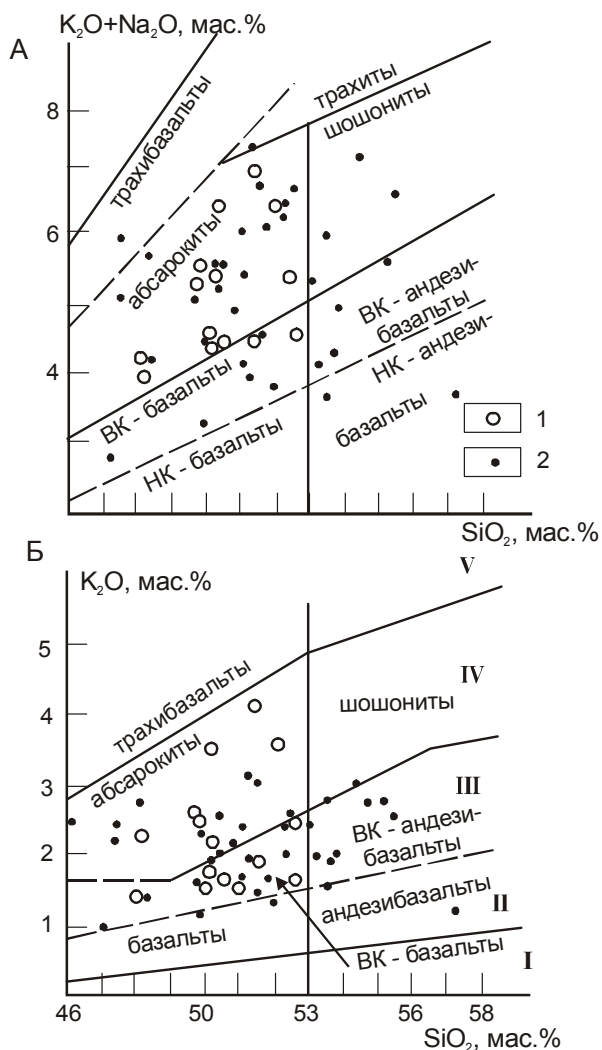 K₂O+Na₂O, мас.%
А
8
6
4
трахибазальты
трахиты
шошониты
абсарокиты
ВК - андези-
базальты
НК - андези-
базальты
ВК - базальты
НК - базальты
1
2
SiO₂, мас.%
Б
K₂O, мас.%
V
5
4
3
2
1
IV
шошониты
трахибазальты
абсарокиты
III
ВК - андези-
базальты
андезибазальты
II
базальты
ВК - базальты
I
46
50
53
56
58
SiO₂, мас.%